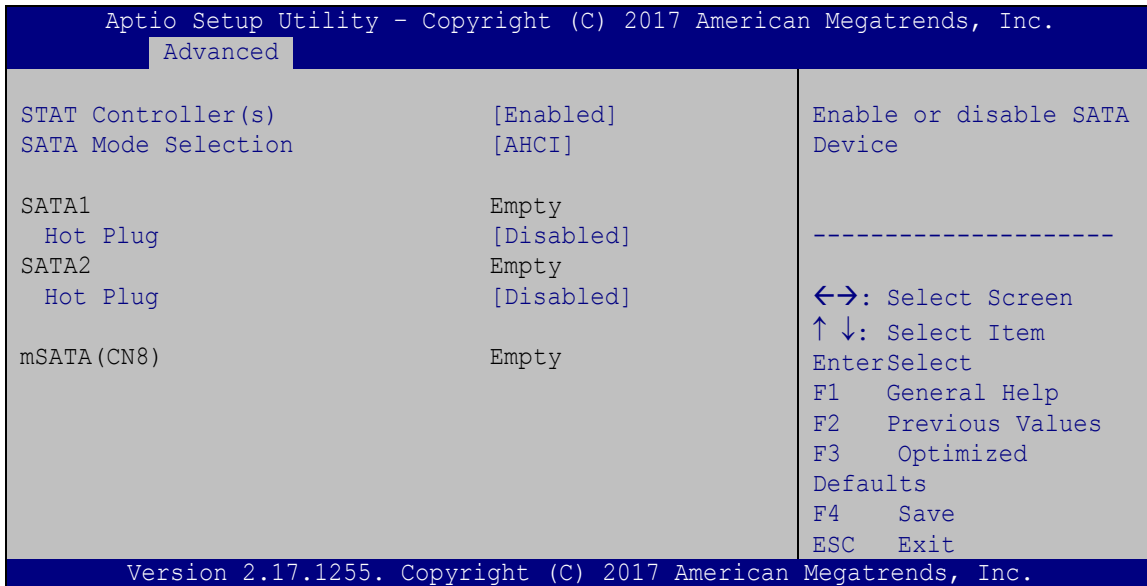 Aptio Setup Utility – Copyright (C) 2017 American Megatrends, Inc.
Advanced
STAT Controller(s) [Enabled]
SATA Mode Selection [AHCI]
SATA1 Empty
Hot Plug [Disabled]
SATA2 Empty
Hot Plug [Disabled]
mSATA(CN8) Empty
Enable or disable SATA
Device
---------------------
←→: Select Screen
↑ ↓: Select Item
EnterSelect
F1 General Help
F2 Previous Values
F3 Optimized
Defaults
F4 Save
ESC Exit
Version 2.17.1255. Copyright (C) 2017 American Megatrends, Inc.